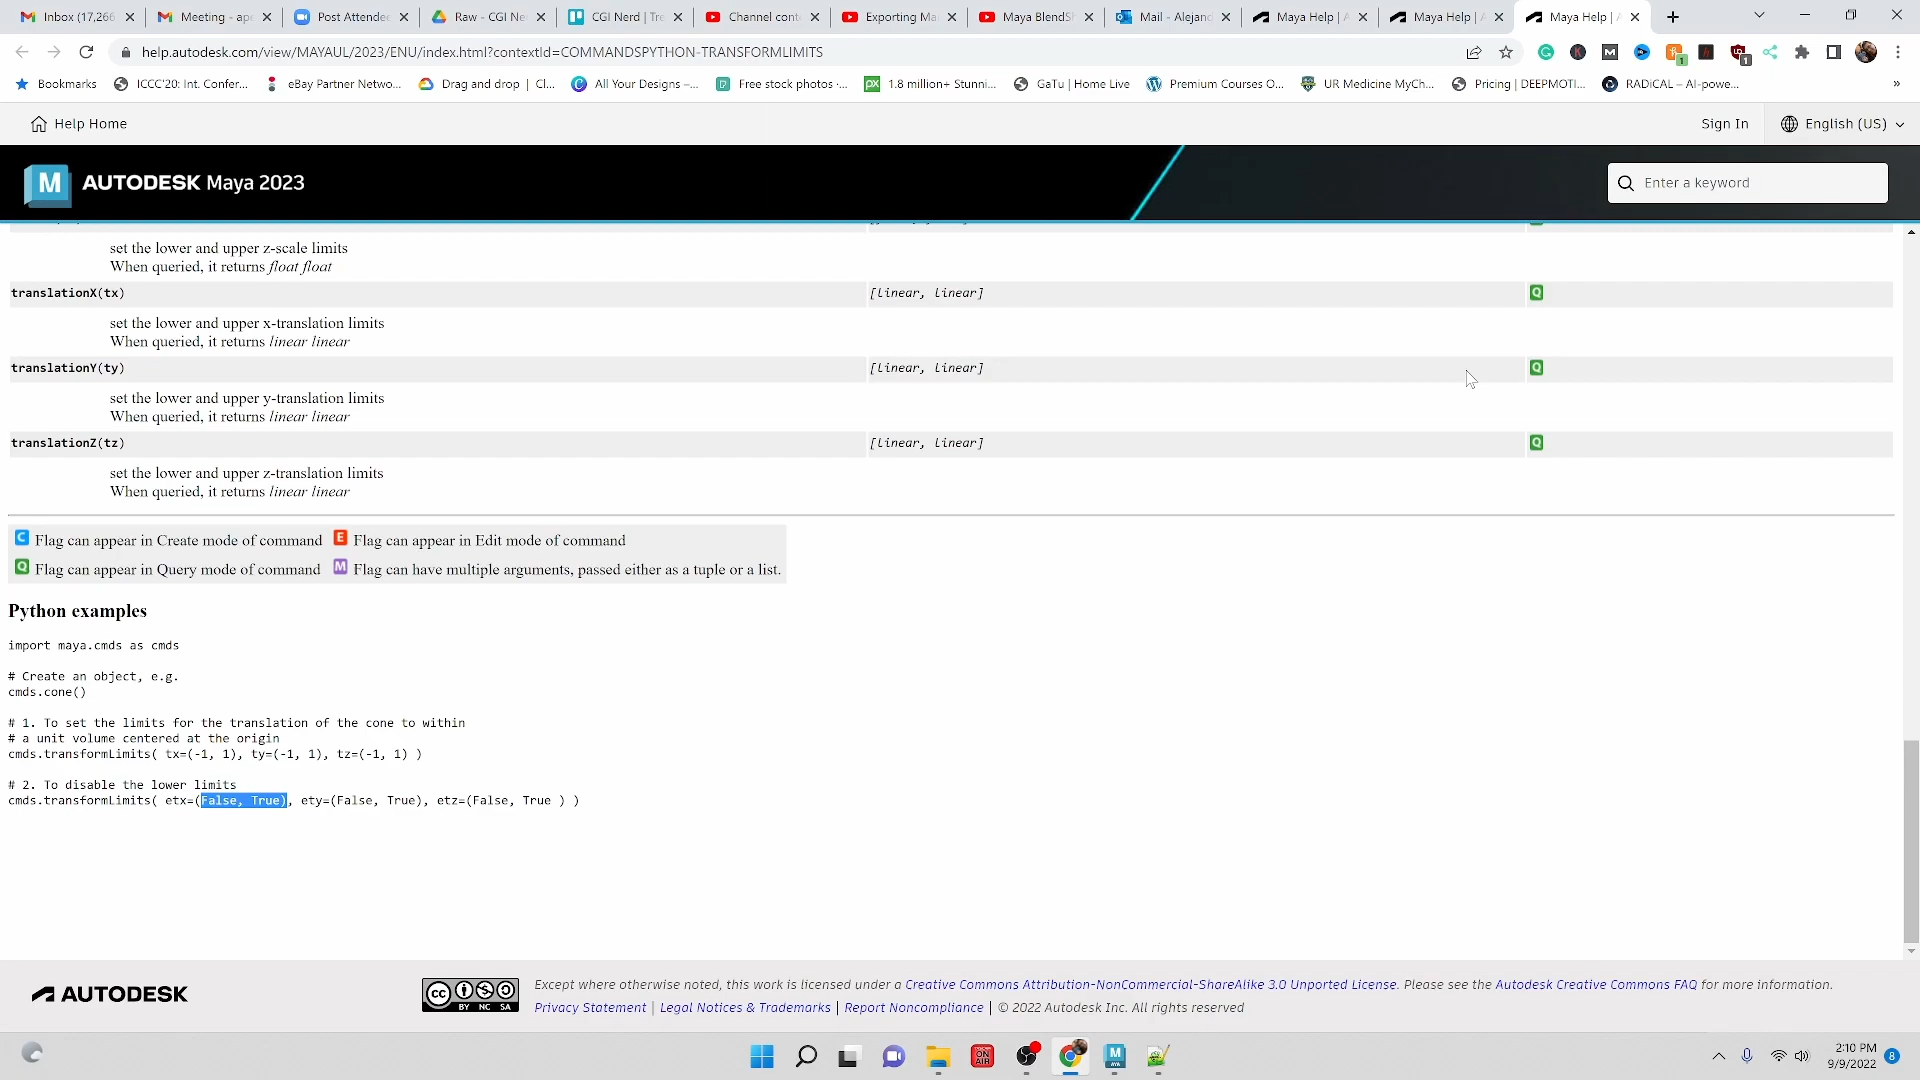 Inbox (17,266
Meeting - ape
Post Attende
Raw - CGI Ne
CGI Nerd | Tre
Channel cont
Exporting Ma
Maya BlendSh
Mail - Alejand
Maya Help | A
Maya Help | A
Maya Help | A
help.autodesk.com/view/MAYAUL/2023/ENU/index.html?contextId=COMMANDSPYTHON-TRANSFORMLIMITS
Bookmarks
ICCC'20: Int. Confer...
eBay Partner Netwo...
Drag and drop | Cl...
All Your Designs –...
Free stock photos ·...
1.8 million+ Stunni...
GaTu | Home Live
Premium Courses O...
UR Medicine MyCh...
Pricing | DEEPMOTI...
RADiCAL – AI-powe...
»
Help Home
Sign In
English (US)
M AUTODESK Maya 2023
Enter a keyword
set the lower and upper z-scale limits
When queried, it returns float float
translationX(tx) [linear, linear] Q
set the lower and upper x-translation limits
When queried, it returns linear linear
translationY(ty) [linear, linear] Q
set the lower and upper y-translation limits
When queried, it returns linear linear
translationZ(tz) [linear, linear] Q
set the lower and upper z-translation limits
When queried, it returns linear linear
C Flag can appear in Create mode of command E Flag can appear in Edit mode of command
Q Flag can appear in Query mode of command M Flag can have multiple arguments, passed either as a tuple or a list.
Python examples
import maya.cmds as cmds
# Create an object, e.g.
cmds.cone()
# 1. To set the limits for the translation of the cone to within
# a unit volume centered at the origin
cmds.transformLimits( tx=(-1, 1), ty=(-1, 1), tz=(-1, 1) )
# 2. To disable the lower limits
cmds.transformLimits( etx=(False, True), ety=(False, True), etz=(False, True ) )
AUTODESK
cc BY NC SA
Except where otherwise noted, this work is licensed under a Creative Commons Attribution-NonCommercial-ShareAlike 3.0 Unported License. Please see the Autodesk Creative Commons FAQ for more information.
Privacy Statement | Legal Notices & Trademarks | Report Noncompliance | © 2022 Autodesk Inc. All rights reserved
ON AIR
2:10 PM
9/9/2022
8